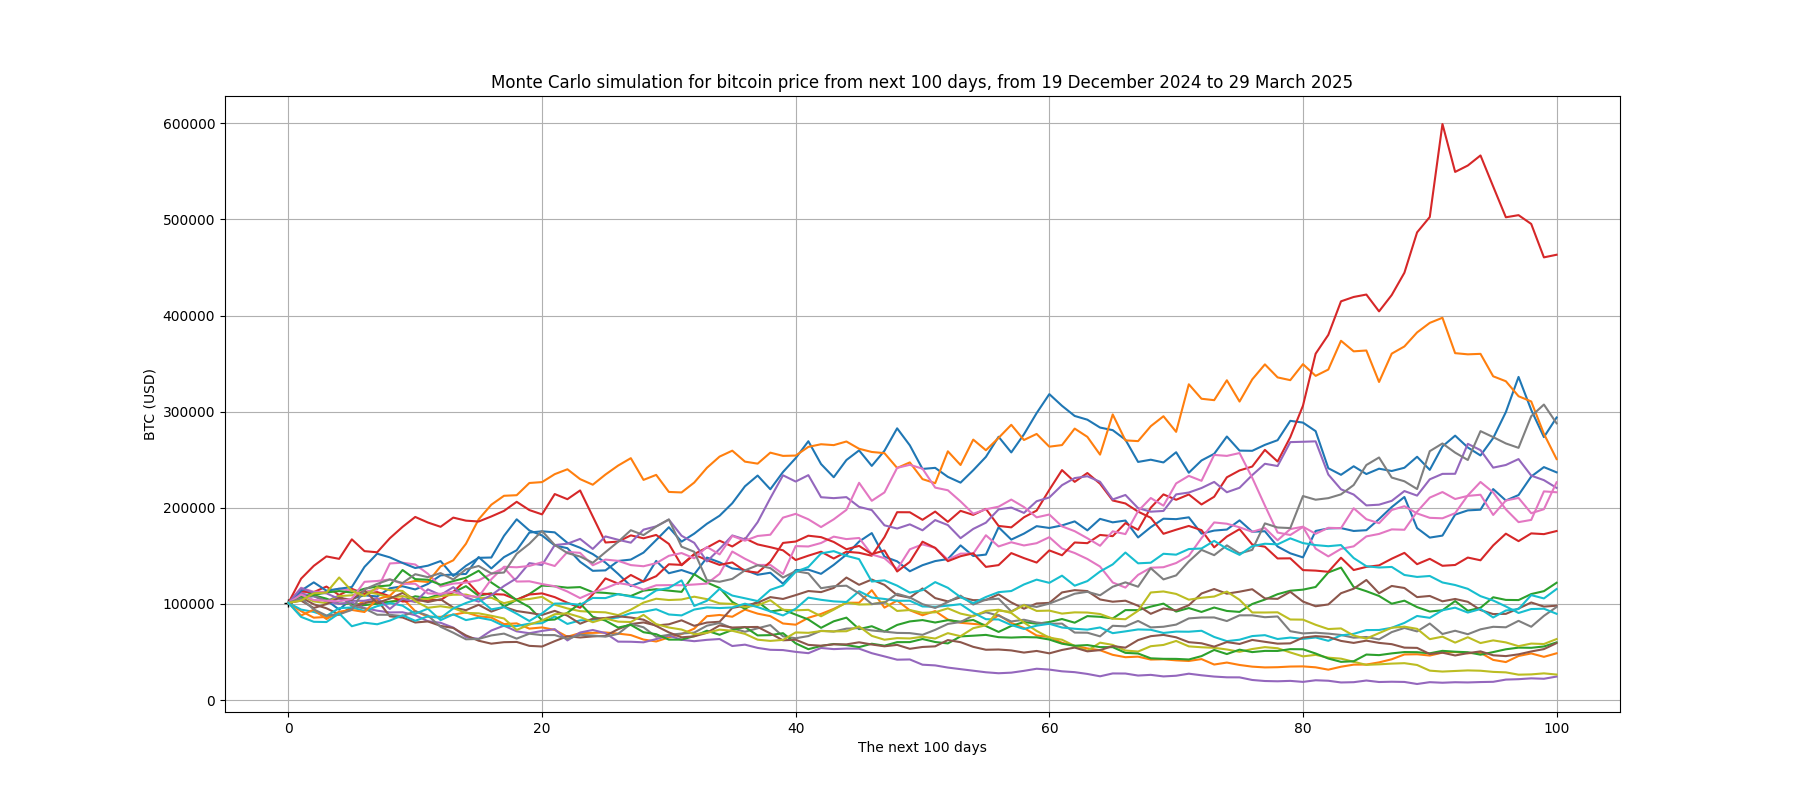 Monte Carlo simulation for bitcoin price from next 100 days, from 19 December 2024 to 29 March 2025
600000
500000
400000
300000
200000
100000
0
BTC (USD)
0 20 40 60 80 100
The next 100 days